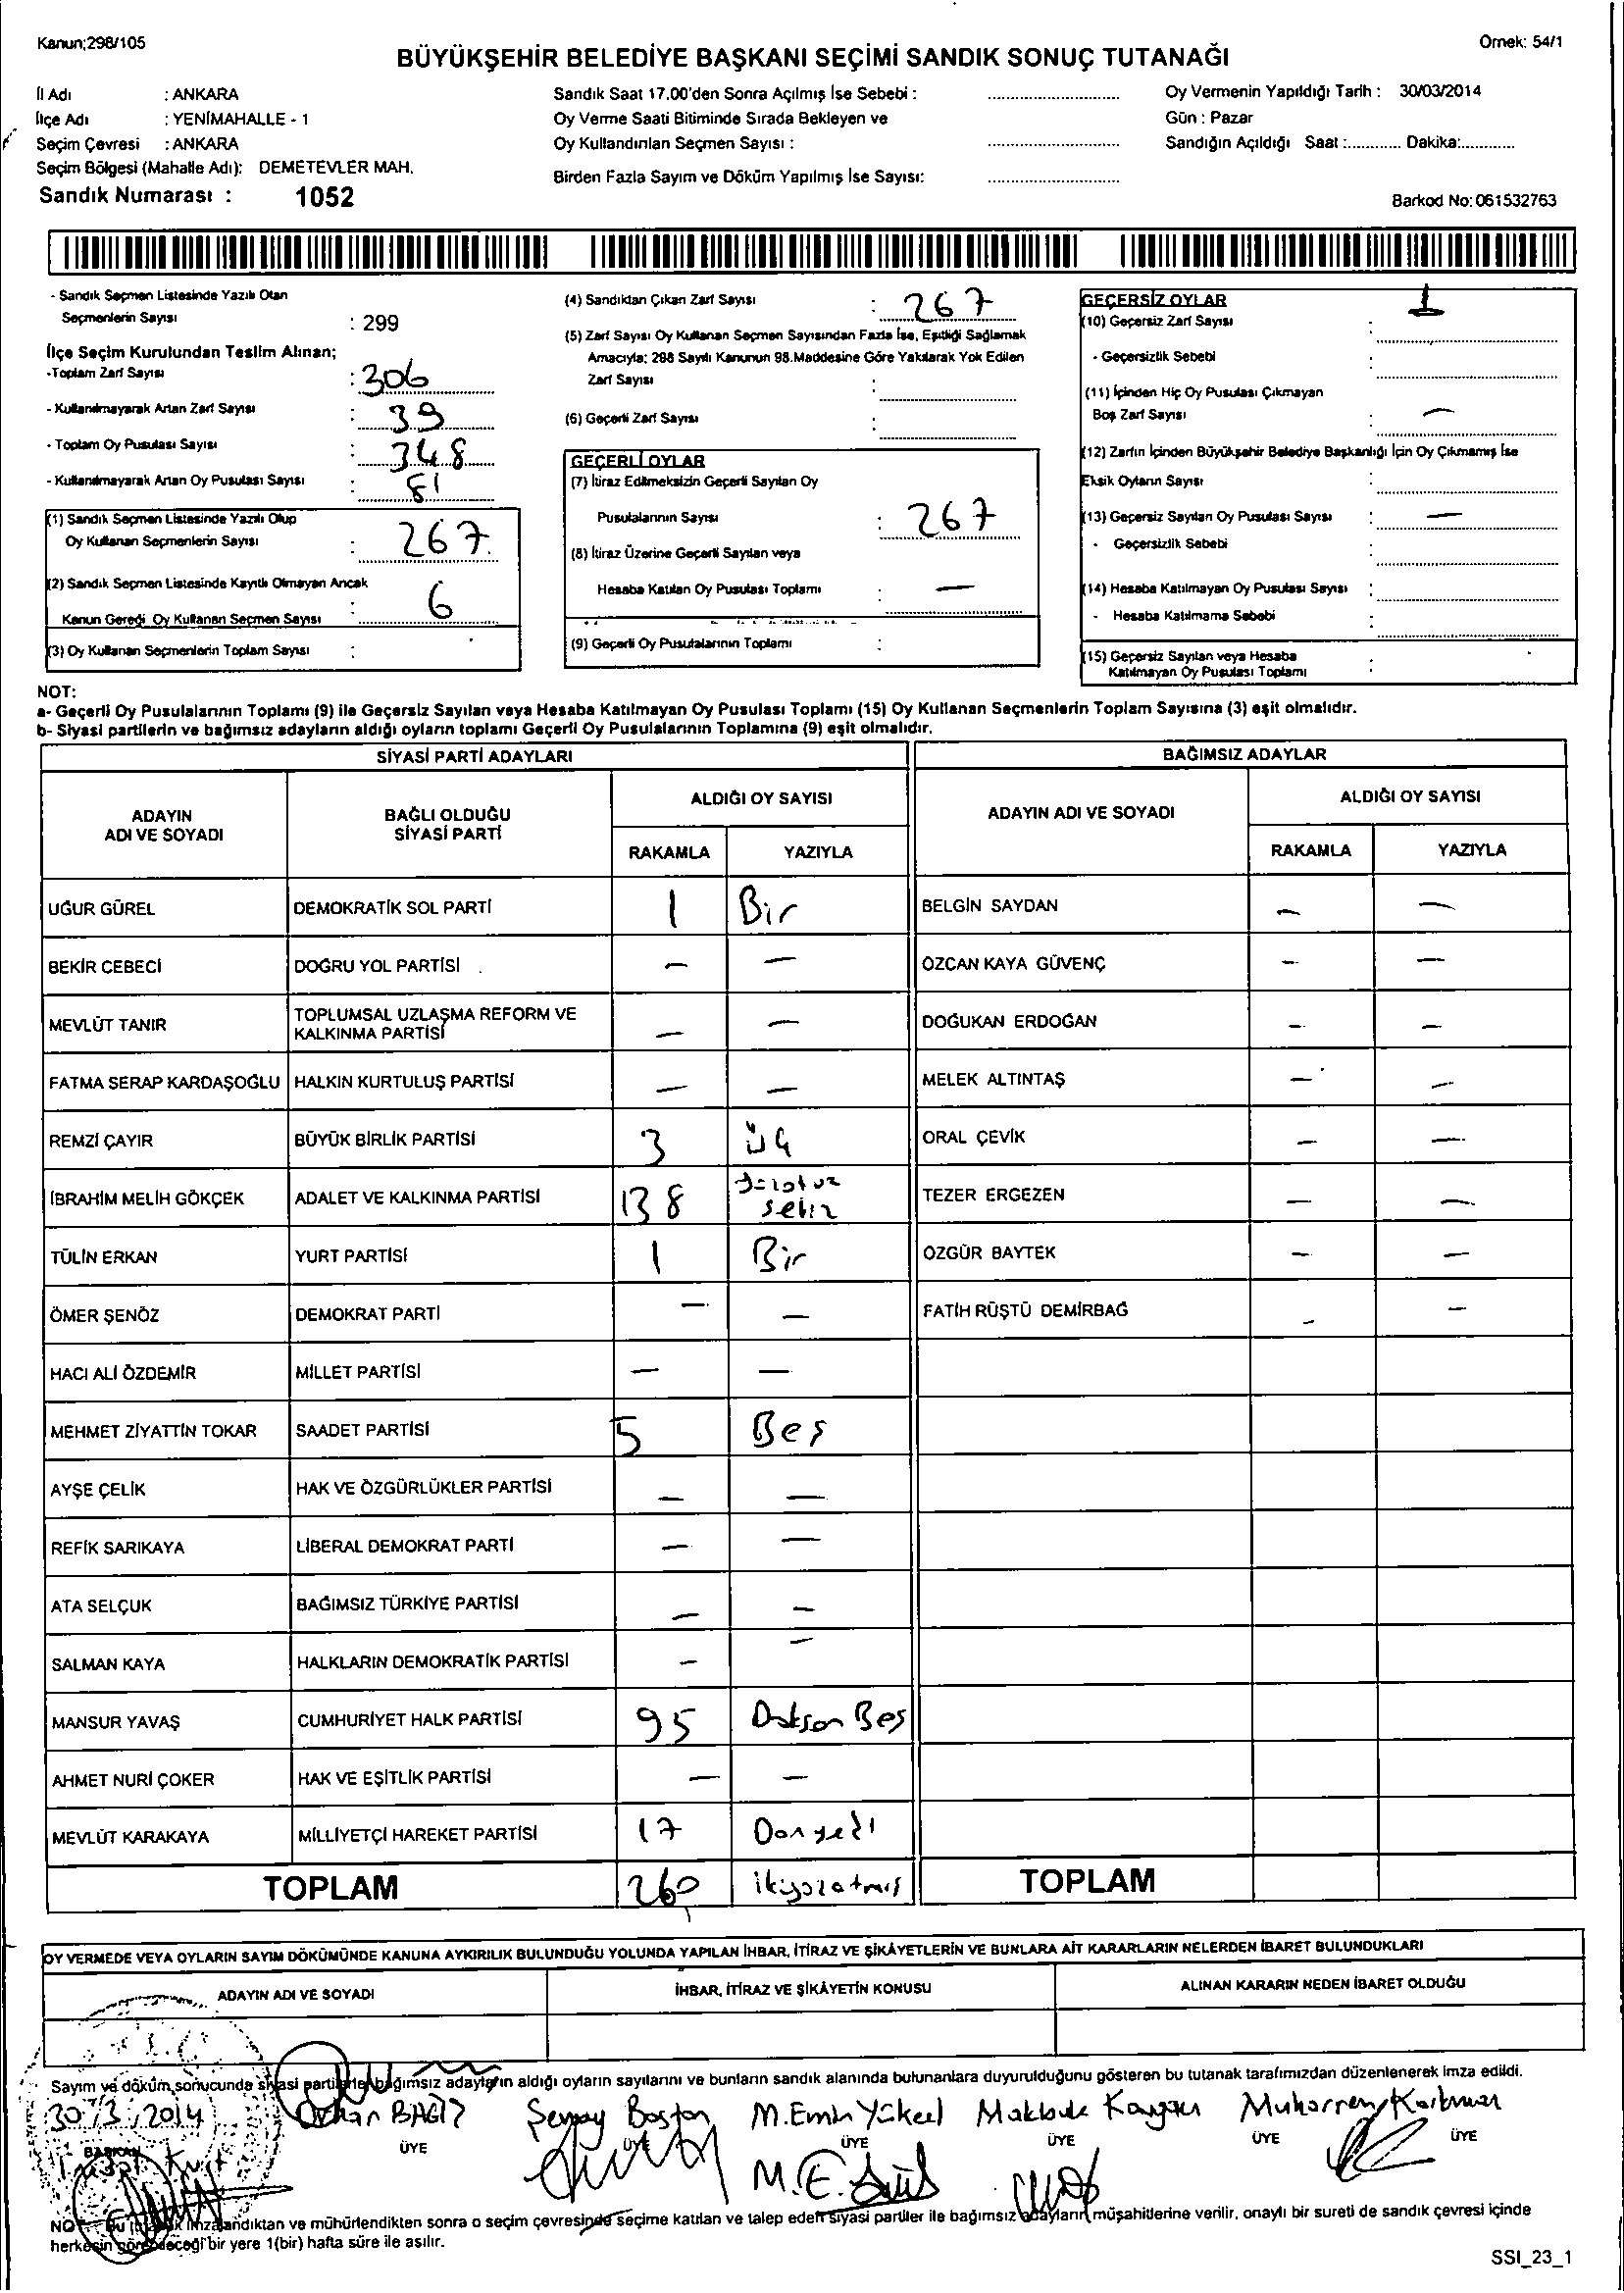 Kanun;298/105
Örnek: 54/1
BÜYÜKŞEHİR BELEDİYE BAŞKANI SEÇİMİ SANDIK SONUÇ TUTANAĞI
İl Adı : ANKARA
İlçe Adı : YENİMAHALLE - 1
Seçim Çevresi : ANKARA
Seçim Bölgesi (Mahalle Adı): DEMETEVLER MAH.
Sandık Numarası : 1052
Sandık Saat 17.00'den Sonra Açılmış İse Sebebi :
Oy Verme Saati Bitiminde Sırada Bekleyen ve
Oy Kullandırılan Seçmen Sayısı :
Birden Fazla Sayım ve Döküm Yapılmış İse Sayısı:
Oy Vermenin Yapıldığı Tarih : 30/03/2014
Gün : Pazar
Sandığın Açıldığı Saat :............ Dakika:............
Barkod No: 061532763
- Sandık Seçmen Listesinde Yazılı Olan
Seçmenlerin Sayısı : 299
İlçe Seçim Kurulundan Teslim Alınan;
-Toplam Zarf Sayısı : 306
- Kullanılmayarak Artan Zarf Sayısı : 39
- Toplam Oy Pusulası Sayısı : 348
- Kullanılmayarak Artan Oy Pusulası Sayısı : 81
(1) Sandık Seçmen Listesinde Yazılı Olup
Oy Kullanan Seçmenlerin Sayısı : 267
(2) Sandık Seçmen Listesinde Kayıtlı Olmayan Ancak
Kanun Gereği Oy Kullanan Seçmen Sayısı : 6
(3) Oy Kullanan Seçmenlerin Toplam Sayısı :
(4) Sandıktan Çıkan Zarf Sayısı : 267
(5) Zarf Sayısı Oy Kullanan Seçmen Sayısından Fazla İse, Eşitliği Sağlamak
Amacıyla; 298 Sayılı Kanunun 98.Maddesine Göre Yakılarak Yok Edilen
Zarf Sayısı :
(6) Geçerli Zarf Sayısı :
GEÇERLİ OYLAR
(7) İtiraz Edilmeksizin Geçerli Sayılan Oy
Pusulalarının Sayısı : 267
(8) İtiraz Üzerine Geçerli Sayılan veya
Hesaba Katılan Oy Pusulası Toplamı : —
(9) Geçerli Oy Pusulalarının Toplamı :
GEÇERSİZ OYLAR
(10) Geçersiz Zarf Sayısı : 1
- Geçersizlik Sebebi :
(11) İçinden Hiç Oy Pusulası Çıkmayan
Boş Zarf Sayısı : —
(12) Zarfın İçinden Büyükşehir Belediye Başkanlığı İçin Oy Çıkmamış İse
Eksik Oyların Sayısı :
(13) Geçersiz Sayılan Oy Pusulası Sayısı : —
- Geçersizlik Sebebi :
(14) Hesaba Katılmayan Oy Pusulası Sayısı :
- Hesaba Katılmama Sebebi :
(15) Geçersiz Sayılan veya Hesaba
Katılmayan Oy Pusulası Toplamı :
NOT:
a- Geçerli Oy Pusulalarının Toplamı (9) ile Geçersiz Sayılan veya Hesaba Katılmayan Oy Pusulası Toplamı (15) Oy Kullanan Seçmenlerin Toplam Sayısına (3) eşit olmalıdır.
b- Siyasi partilerin ve bağımsız adayların aldığı oyların toplamı Geçerli Oy Pusulalarının Toplamına (9) eşit olmalıdır.
SİYASİ PARTİ ADAYLARI
ADAYIN ADI VE SOYADI
BAĞLI OLDUĞU SİYASİ PARTİ
ALDIĞI OY SAYISI
RAKAMLA YAZIYLA
UĞUR GÜREL DEMOKRATİK SOL PARTİ 1 Bir
BEKİR CEBECİ DOĞRU YOL PARTİSİ — —
MEVLÜT TANIR TOPLUMSAL UZLAŞMA REFORM VE KALKINMA PARTİSİ — —
FATMA SERAP KARDAŞOĞLU HALKIN KURTULUŞ PARTİSİ — —
REMZİ ÇAYIR BÜYÜK BİRLİK PARTİSİ 3 üç
İBRAHİM MELİH GÖKÇEK ADALET VE KALKINMA PARTİSİ 138
TÜLİN ERKAN YURT PARTİSİ 1 Bir
ÖMER ŞENÖZ DEMOKRAT PARTİ — —
HACI ALİ ÖZDEMİR MİLLET PARTİSİ — —
MEHMET ZİYATTİN TOKAR SAADET PARTİSİ 5 Beş
AYŞE ÇELİK HAK VE ÖZGÜRLÜKLER PARTİSİ — —
REFİK SARIKAYA LİBERAL DEMOKRAT PARTİ — —
ATA SELÇUK BAĞIMSIZ TÜRKİYE PARTİSİ — —
SALMAN KAYA HALKLARIN DEMOKRATİK PARTİSİ — —
MANSUR YAVAŞ CUMHURİYET HALK PARTİSİ 95 Doksan Beş
AHMET NURİ ÇOKER HAK VE EŞİTLİK PARTİSİ — —
MEVLÜT KARAKAYA MİLLİYETÇİ HAREKET PARTİSİ 17 Onyedi
TOPLAM 260 ikiyüzatmış
BAĞIMSIZ ADAYLAR
ADAYIN ADI VE SOYADI
ALDIĞI OY SAYISI
RAKAMLA YAZIYLA
BELGİN SAYDAN — —
ÖZCAN KAYA GÜVENÇ — —
DOĞUKAN ERDOĞAN — —
MELEK ALTINTAŞ — —
ORAL ÇEVİK — —
TEZER ERGEZEN — —
ÖZGÜR BAYTEK — —
FATİH RÜŞTÜ DEMİRBAĞ — —
TOPLAM
OY VERMEDE VEYA OYLARIN SAYIM DÖKÜMÜNDE KANUNA AYKIRILIK BULUNDUĞU YOLUNDA YAPILAN İHBAR, İTİRAZ VE ŞİKÂYETLERİN VE BUNLARA AİT KARARLARIN NELERDEN İBARET BULUNDUKLARI
ADAYIN ADI VE SOYADI İHBAR, İTİRAZ VE ŞİKÂYETİN KONUSU ALINAN KARARIN NEDEN İBARET OLDUĞU
Sayım ve döküm sonucunda siyasi partilerle bağımsız adayların aldığı oyların sayılarını ve bunların sandık alanında bulunanlara duyurulduğunu gösteren bu tutanak tarafımızdan düzenlenerek imza edildi.
30/3/2014 Orhan M.Emin Yüksel Makbule Muharrem
BAŞKAN ÜYE ÜYE ÜYE ÜYE ÜYE ÜYE
NOT: Bu tutanak imzalandıktan ve mühürlendikten sonra o seçim çevresinde seçime katılan ve talep eden siyasi partiler ile bağımsız adayların müşahitlerine verilir, onaylı bir sureti de sandık çevresi içinde
herkesin görebileceği bir yere 1(bir) hafta süre ile asılır.
SSI_23_1